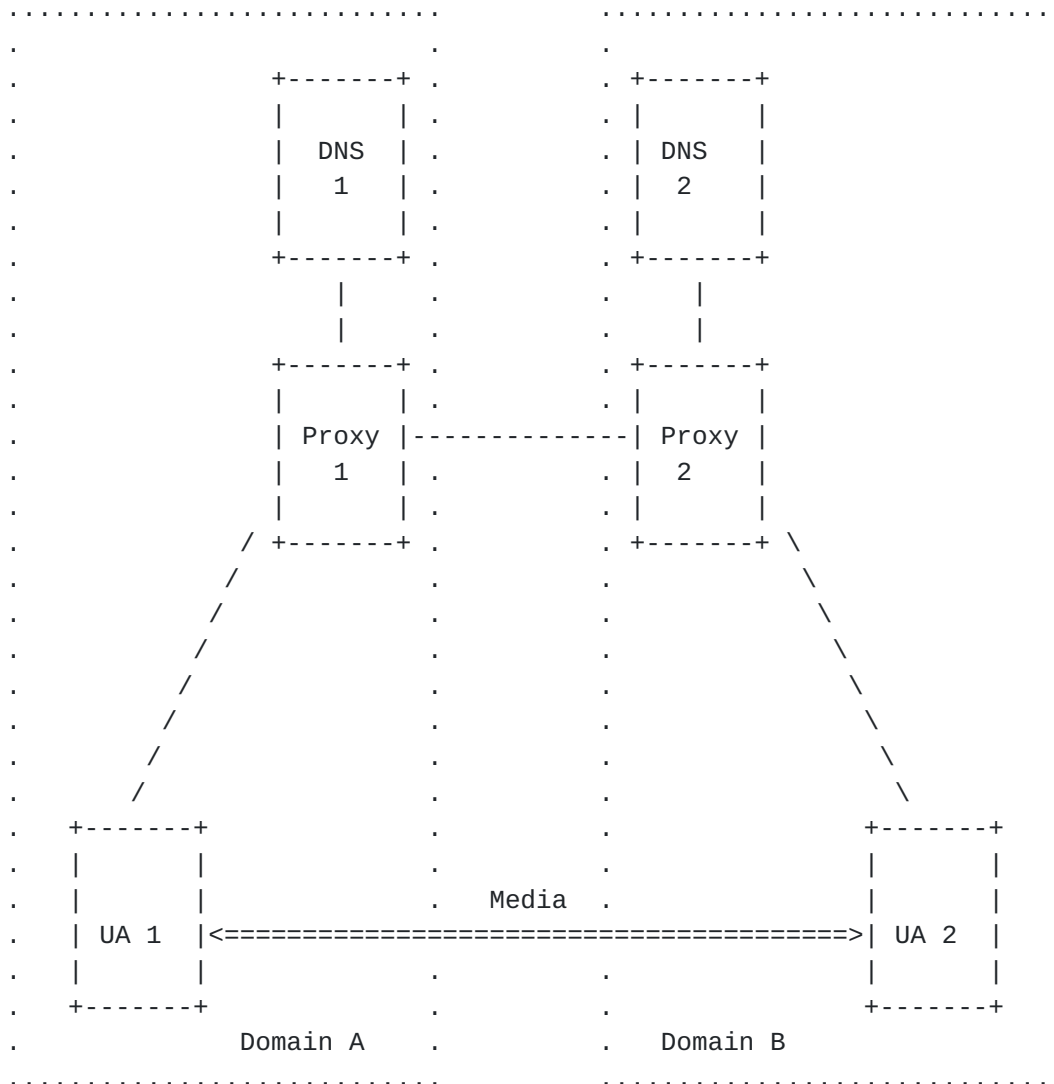 DNS DNS
1 2
Proxy Proxy
1 2
Media
UA 1 UA 2
Domain A Domain B